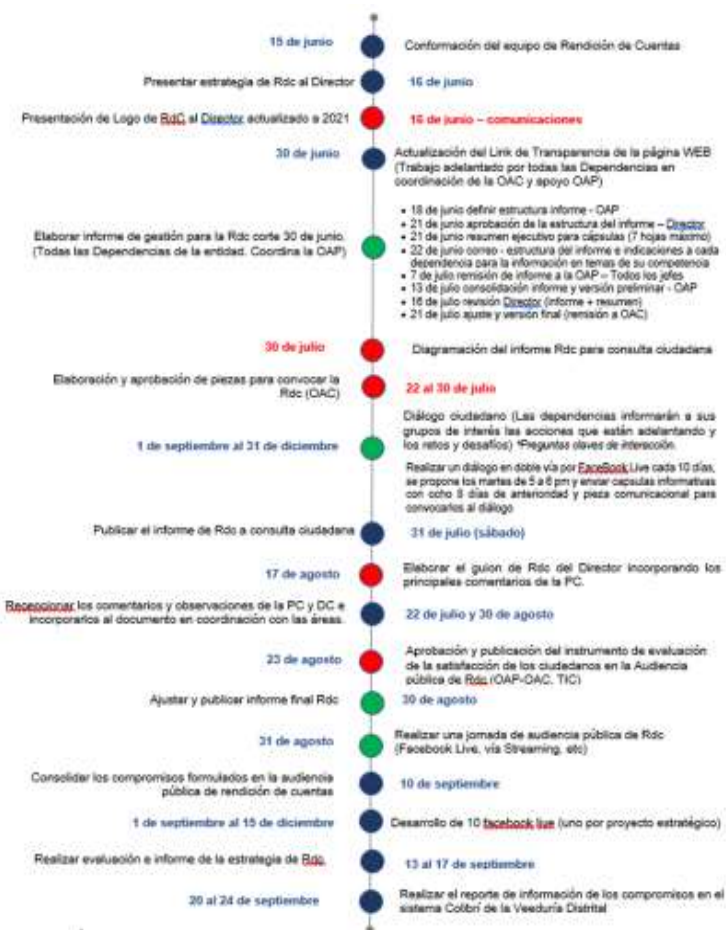 15 de junio
Conformación del equipo de Rendición de Cuentas
Presentar estrategia de Rdc al Director
16 de junio
Presentación de Logo de RdC al Director actualizado a 2021
16 de junio – comunicaciones
30 de junio
Actualización del Link de Transparencia de la página WEB
(Trabajo adelantado por todas las Dependencias en
coordinación de la OAC y apoyo OAP)
Elaborar informe de gestión para la Rdc corte 30 de junio.
(Todas las Dependencias de la entidad. Coordina la OAP)
• 18 de junio definir estructura informe - OAP
• 21 de junio aprobación de la estructura del informe – Director
• 21 de junio resumen ejecutivo para cápsulas (7 hojas máximo)
• 22 de junio correo - estructura del informe e indicaciones a cada
dependencia para la información en temas de su competencia
• 7 de julio remisión de informe a la OAP – Todos los jefes
• 13 de julio consolidación informe y versión preliminar - OAP
• 16 de julio revisión Director (informe + resumen)
• 21 de julio ajuste y versión final (remisión a OAC)
30 de julio
Diagramación del informe Rdc para consulta ciudadana
Elaboración y aprobación de piezas para convocar la
Rdc (OAC)
22 al 30 de julio
1 de septiembre al 31 de diciembre
Diálogo ciudadano (Las dependencias informarán a sus
grupos de interés las acciones que están adelantando y
los retos y desafíos) *Preguntas claves de interacción.
Realizar un diálogo en doble vía por FaceBook Live cada 10 días,
se propone los martes de 5 a 6 pm y enviar capsulas informativas
con ocho 8 días de anterioridad y pieza comunicacional para
convocarlos al diálogo
Publicar el informe de Rdc a consulta ciudadana
31 de julio (sábado)
17 de agosto
Elaborar el guion de Rdc del Director incorporando los
principales comentarios de la PC.
Recepcionar los comentarios y observaciones de la PC y DC e
incorporarlos al documento en coordinación con las áreas.
22 de julio y 30 de agosto
23 de agosto
Aprobación y publicación del instrumento de evaluación
de la satisfacción de los ciudadanos en la Audiencia
pública de Rdc (OAP-OAC, TIC)
Ajustar y publicar informe final Rdc
30 de agosto
31 de agosto
Realizar una jornada de audiencia pública de Rdc
(Facebook Live, vía Streaming, etc)
Consolidar los compromisos formulados en la audiencia
pública de rendición de cuentas
10 de septiembre
1 de septiembre al 15 de diciembre
Desarrollo de 10 facebook live (uno por proyecto estratégico)
Realizar evaluación e informe de la estrategia de Rdc
13 al 17 de septiembre
20 al 24 de septiembre
Realizar el reporte de información de los compromisos en el
sistema Colibrí de la Veeduría Distrital